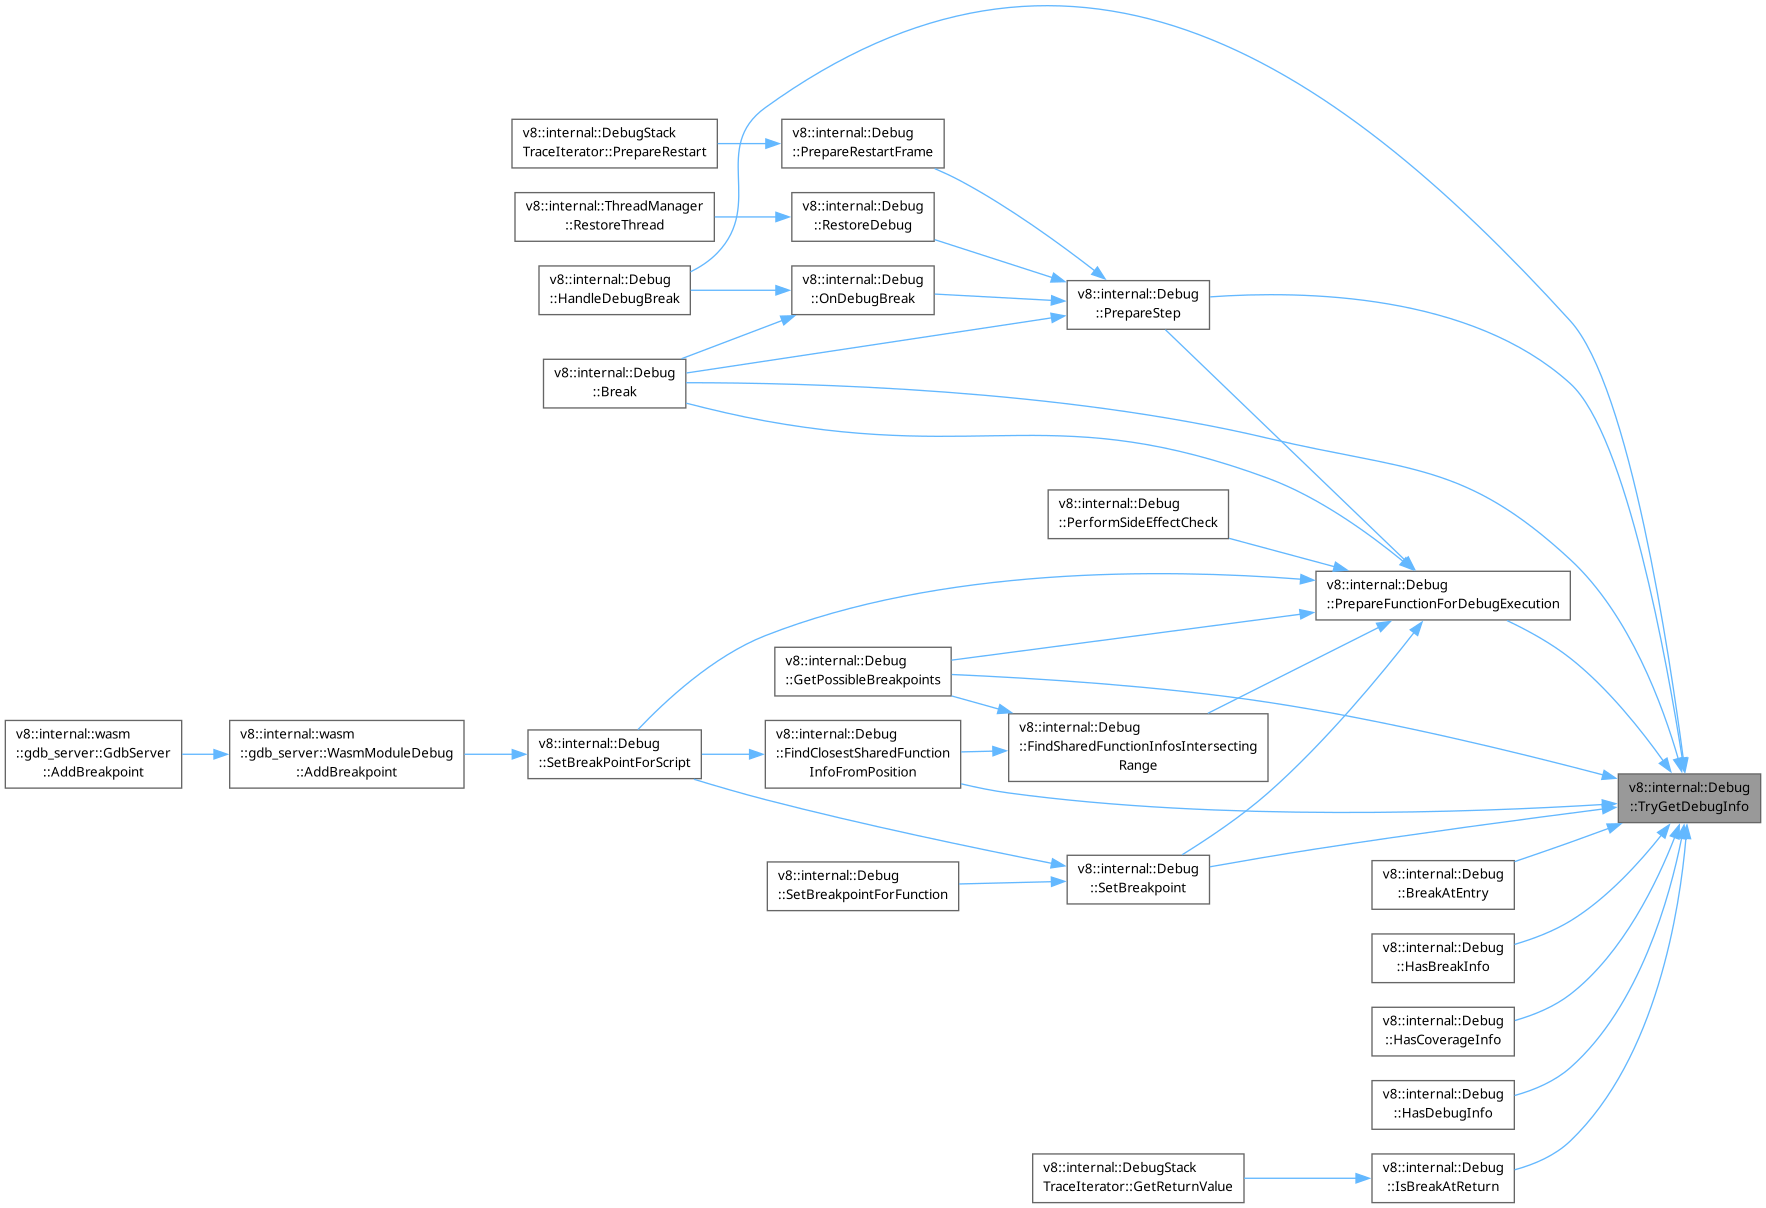 v8::internal::DebugStack
TraceIterator::PrepareRestart
v8::internal::Debug
::PrepareRestartFrame
v8::internal::ThreadManager
::RestoreThread
v8::internal::Debug
::RestoreDebug
v8::internal::Debug
::HandleDebugBreak
v8::internal::Debug
::OnDebugBreak
v8::internal::Debug
::PrepareStep
v8::internal::Debug
::Break
v8::internal::Debug
::PerformSideEffectCheck
v8::internal::Debug
::PrepareFunctionForDebugExecution
v8::internal::Debug
::GetPossibleBreakpoints
v8::internal::wasm
::gdb_server::GdbServer
::AddBreakpoint
v8::internal::wasm
::gdb_server::WasmModuleDebug
::AddBreakpoint
v8::internal::Debug
::SetBreakPointForScript
v8::internal::Debug
::FindClosestSharedFunction
InfoFromPosition
v8::internal::Debug
::FindSharedFunctionInfosIntersecting
Range
v8::internal::Debug
::TryGetDebugInfo
v8::internal::Debug
::SetBreakpointForFunction
v8::internal::Debug
::SetBreakpoint
v8::internal::Debug
::BreakAtEntry
v8::internal::Debug
::HasBreakInfo
v8::internal::Debug
::HasCoverageInfo
v8::internal::Debug
::HasDebugInfo
v8::internal::DebugStack
TraceIterator::GetReturnValue
v8::internal::Debug
::IsBreakAtReturn